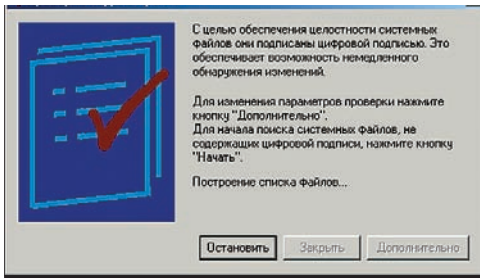 С целью обеспечения целостности системных
файлов они подписаны цифровой подписью. Это
обеспечивает возможность немедленного
обнаружения изменений.
Для изменения параметров проверки нажмите
кнопку "Дополнительно".
Для начала поиска системных файлов, не
содержащих цифровой подписи, нажмите кнопку
"Начать".
Построение списка файлов...
Остановить Закрыть Дополнительно